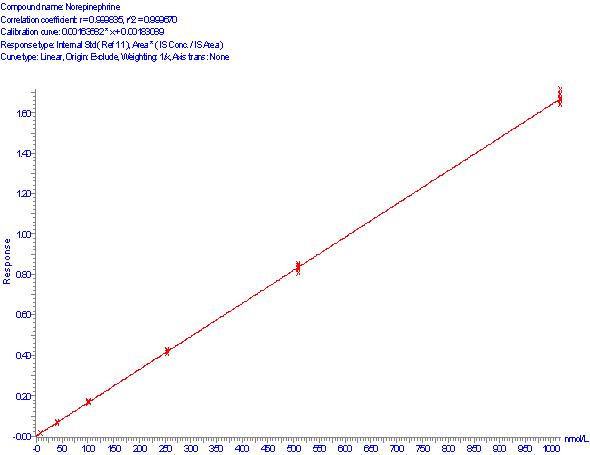 Compound name: Norepinephrine
Correlation coefficient: r = 0.999835, r^2 = 0.999670
Calibration curve: 0.00163582 * x + 0.00183089
Response type: Internal Std ( Ref 11 ), Area * ( IS Conc. / IS Area )
Curve type: Linear, Origin: Exclude, Weighting: 1/x, Axis trans: None
1.60
1.40
1.20
1.00
Response
0.80
0.60
0.40
0.20
-0.00
-0 50 100 150 200 250 300 350 400 450 500 550 600 650 700 750 800 850 900 950 1000 nmol/L